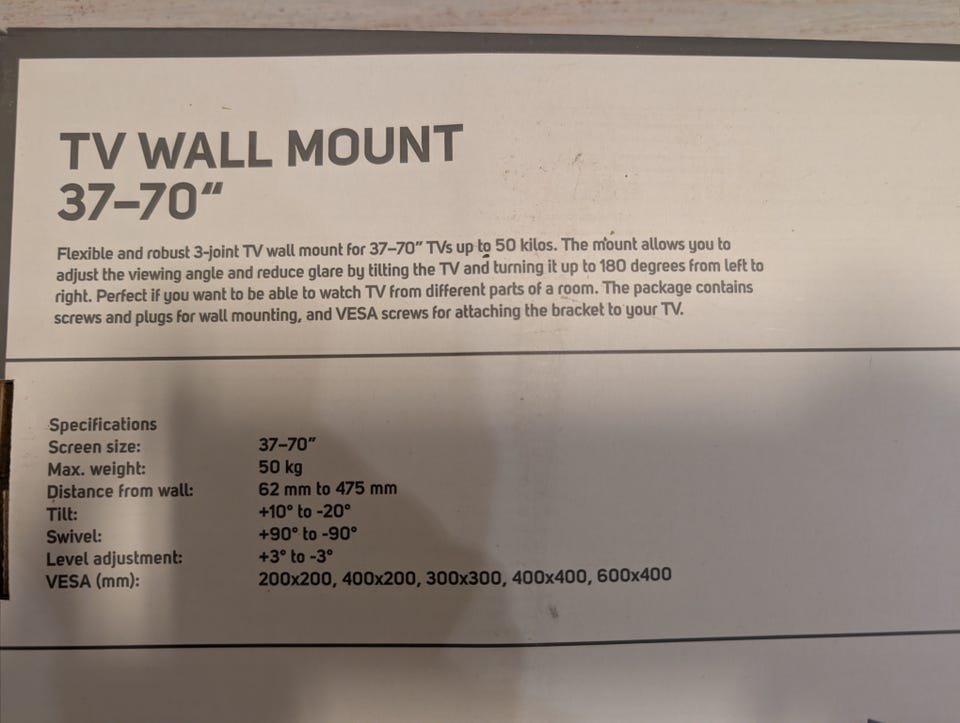 TV WALL MOUNT
37–70“
Flexible and robust 3-joint TV wall mount for 37–70” TVs up to 50 kilos. The mount allows you to
adjust the viewing angle and reduce glare by tilting the TV and turning it up to 180 degrees from left to
right. Perfect if you want to be able to watch TV from different parts of a room. The package contains
screws and plugs for wall mounting, and VESA screws for attaching the bracket to your TV.
Specifications
Screen size: 37–70”
Max. weight: 50 kg
Distance from wall: 62 mm to 475 mm
Tilt: +10° to -20°
Swivel: +90° to -90°
Level adjustment: +3° to -3°
VESA (mm): 200x200, 400x200, 300x300, 400x400, 600x400